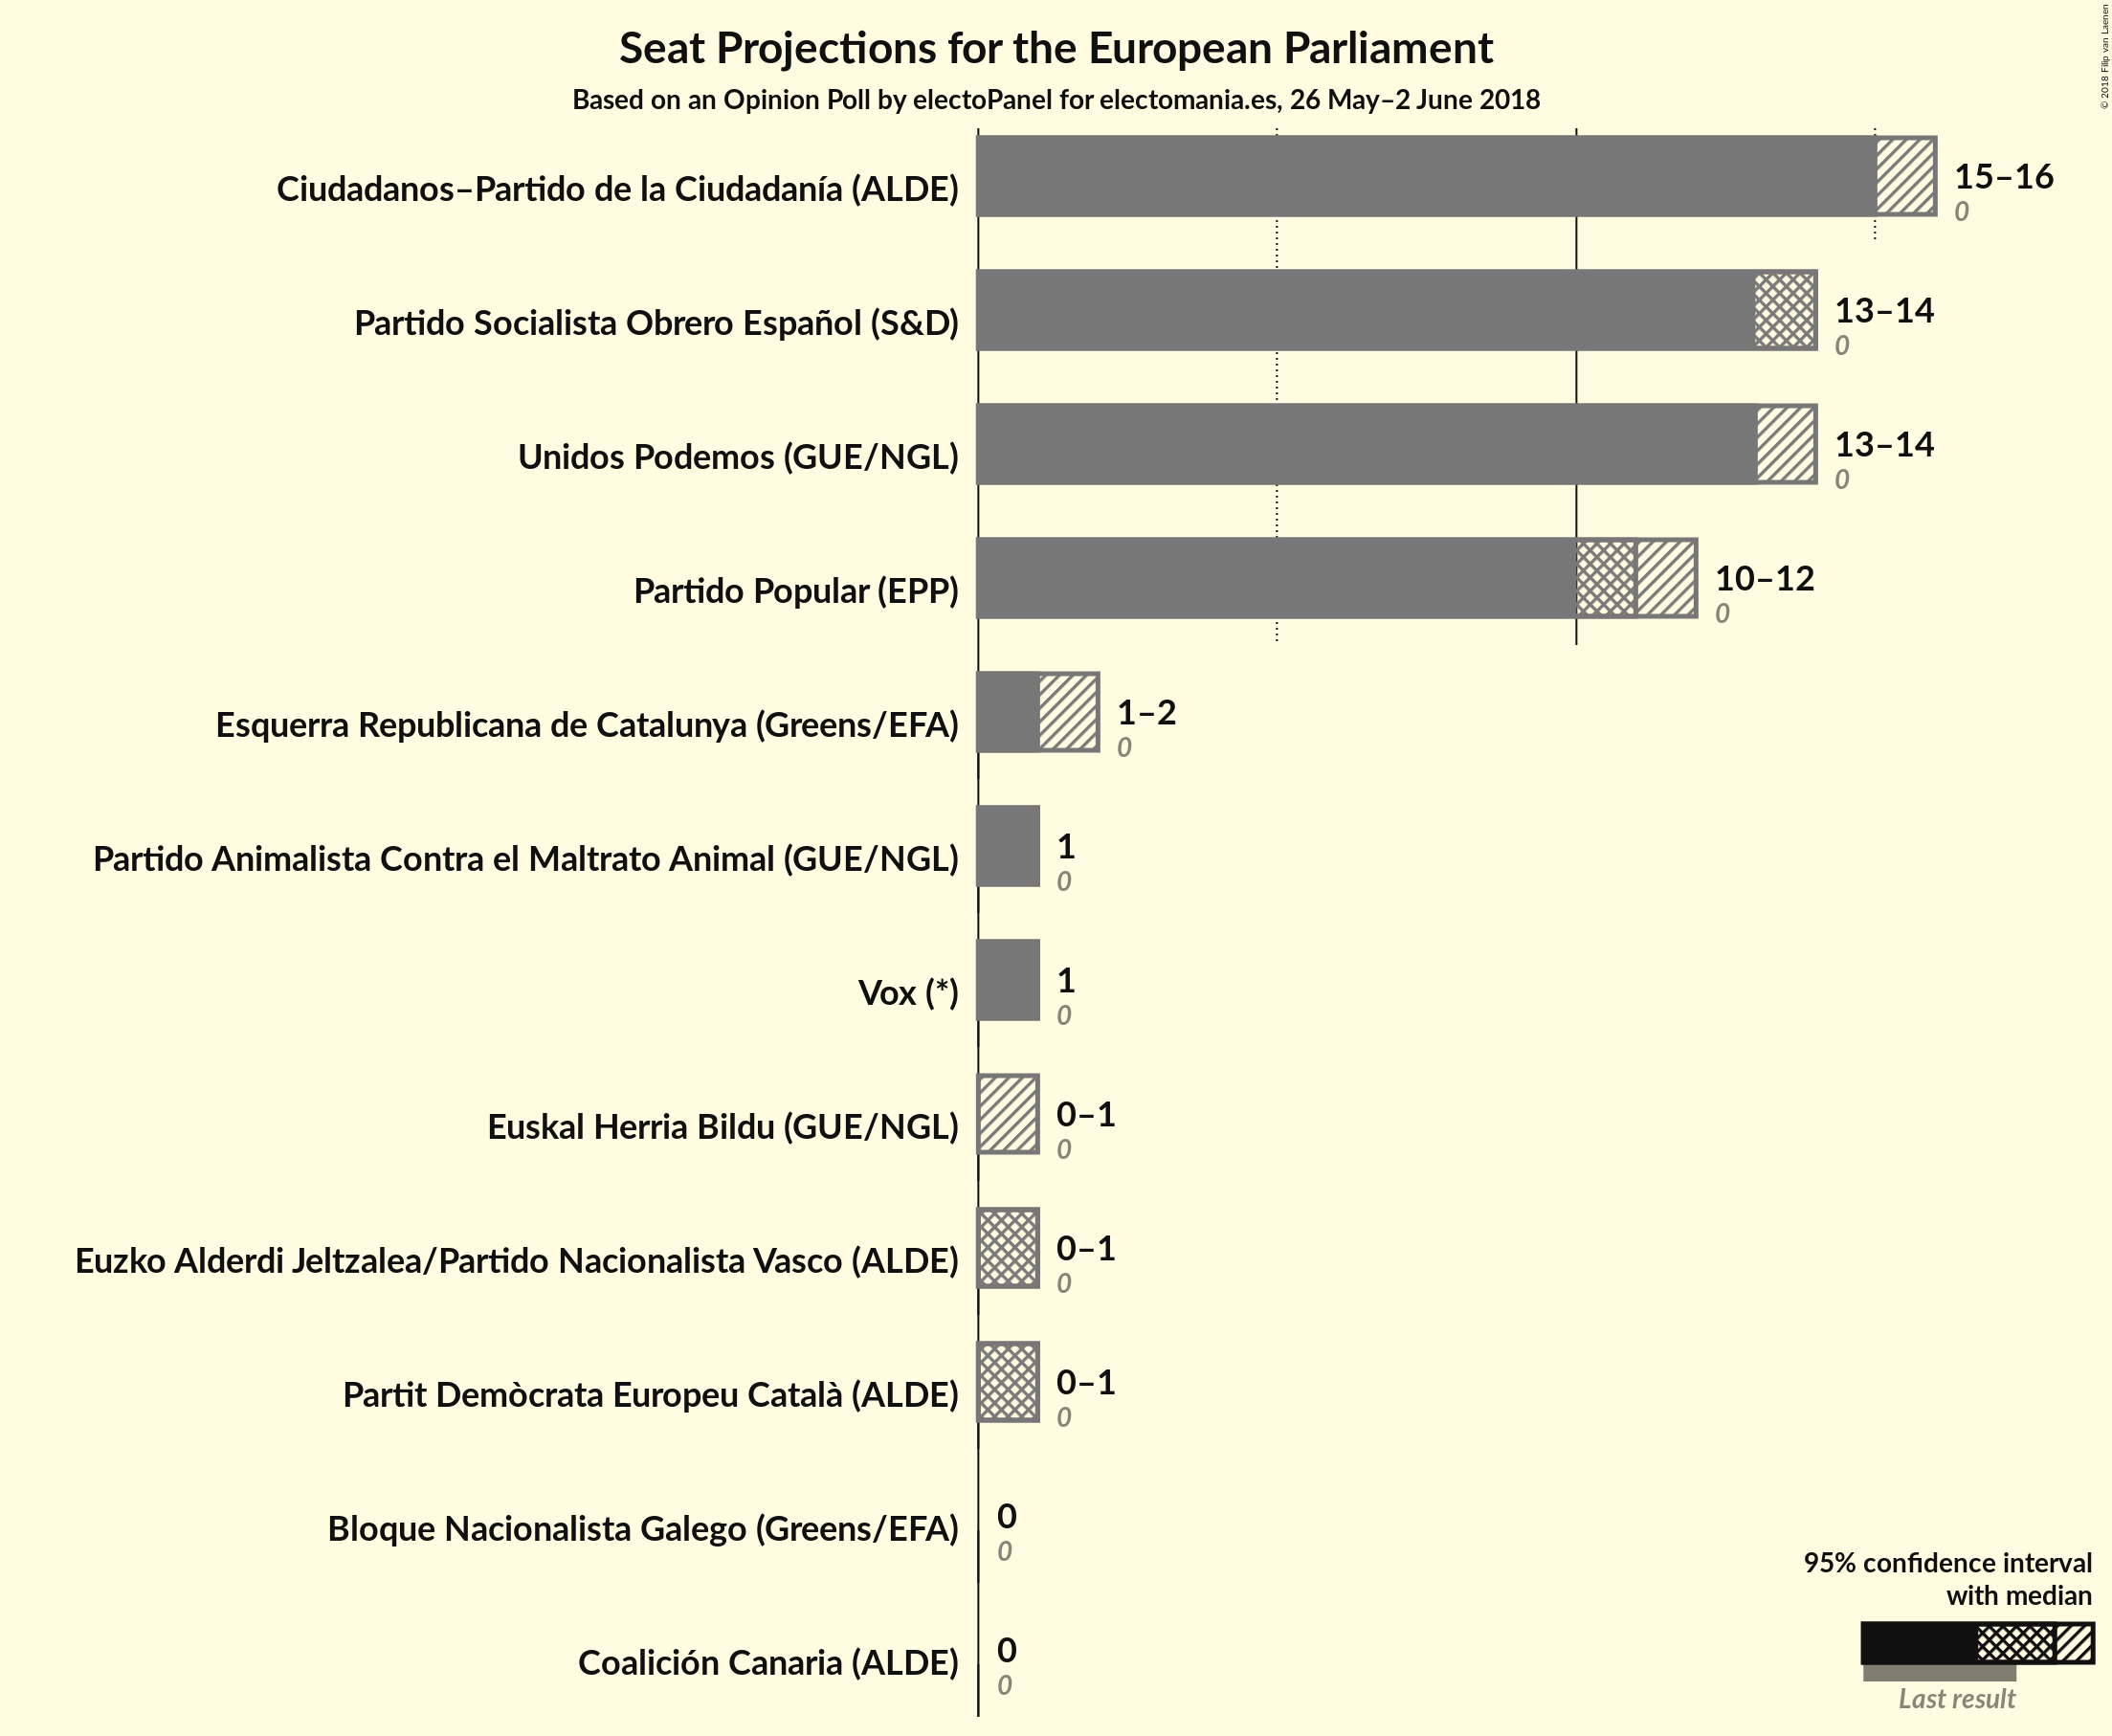 Seat Projections for the European Parliament
Based on an Opinion Poll by electoPanel for electomania.es, 26 May–2 June 2018
© 2018 Filip van Laenen
Ciudadanos–Partido de la Ciudadanía (ALDE)
15–16
0
Partido Socialista Obrero Español (S&D)
13–14
0
Unidos Podemos (GUE/NGL)
13–14
0
Partido Popular (EPP)
10–12
0
Esquerra Republicana de Catalunya (Greens/EFA)
1–2
0
Partido Animalista Contra el Maltrato Animal (GUE/NGL)
1
0
Vox (*)
1
0
Euskal Herria Bildu (GUE/NGL)
0–1
0
Euzko Alderdi Jeltzalea/Partido Nacionalista Vasco (ALDE)
0–1
0
Partit Demòcrata Europeu Català (ALDE)
0–1
0
Bloque Nacionalista Galego (Greens/EFA)
0
0
Coalición Canaria (ALDE)
0
0
95% confidence interval
with median
Last result